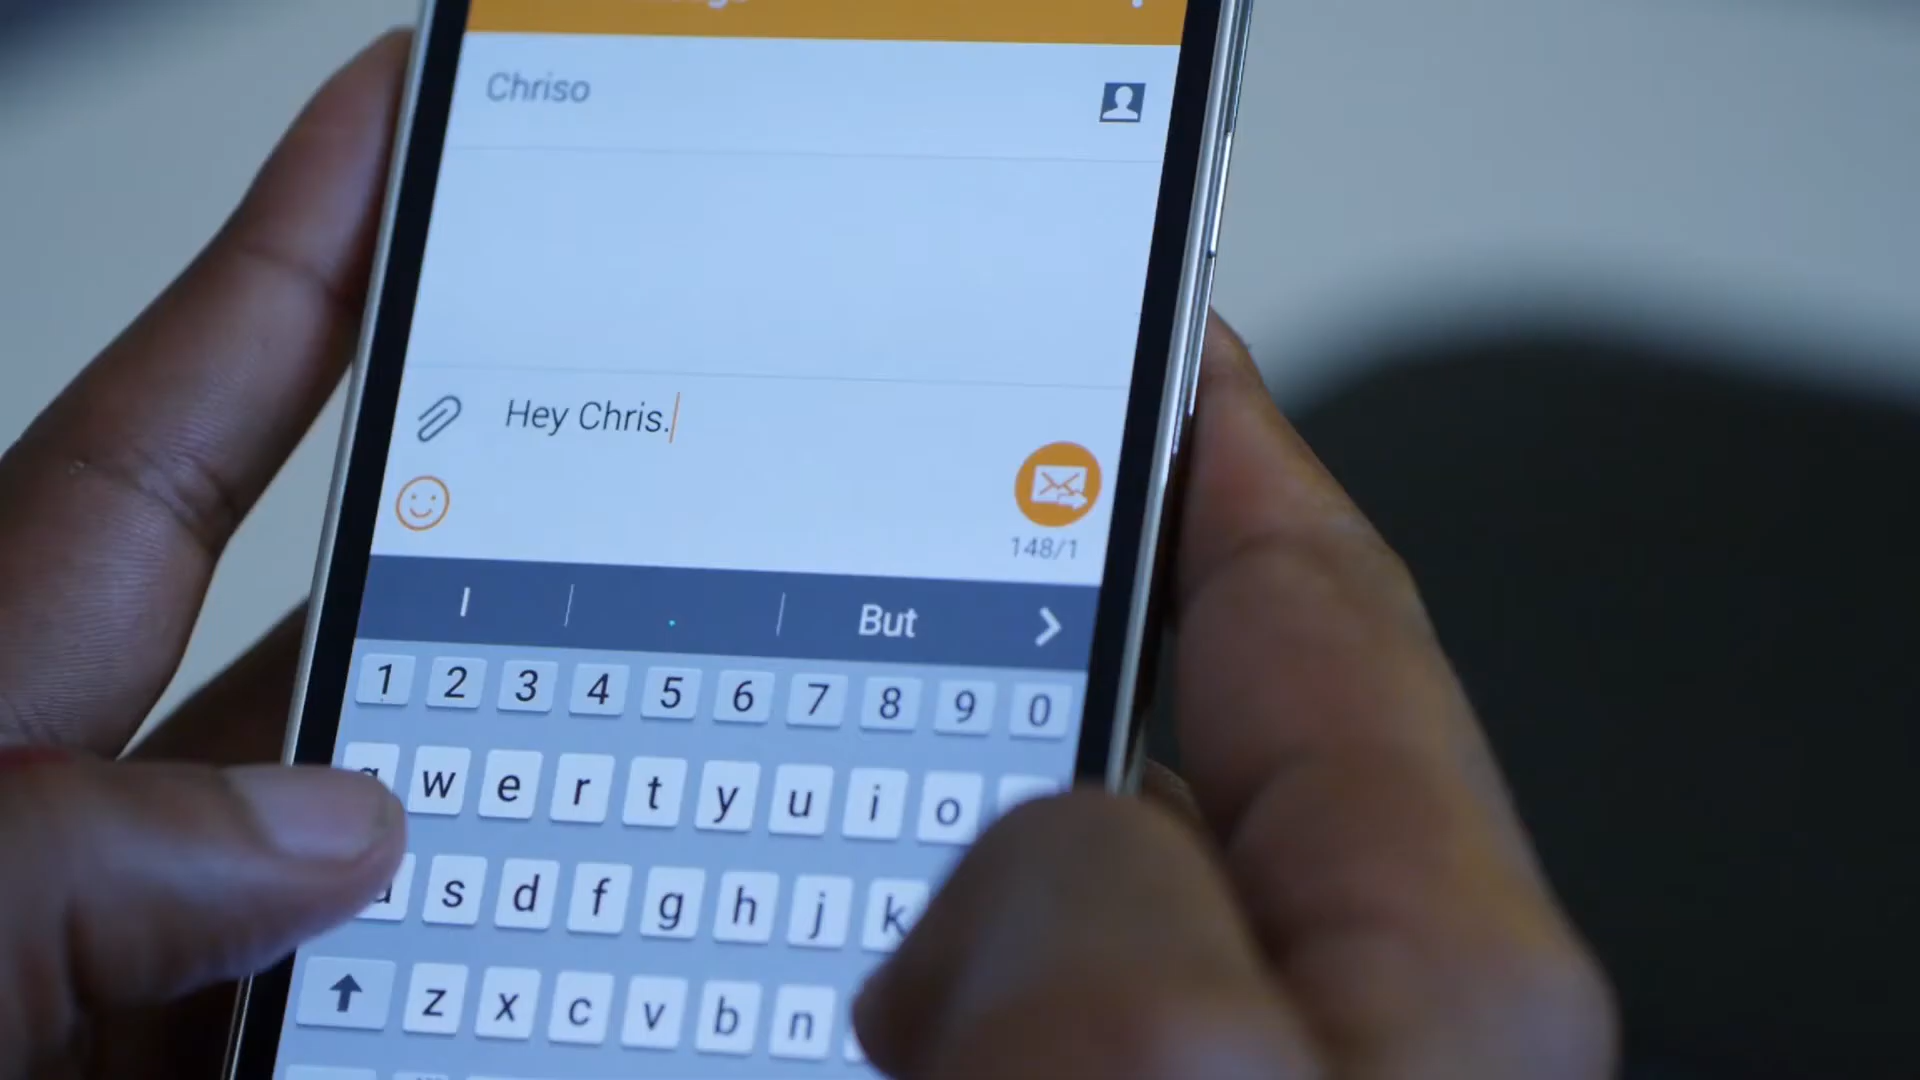 Chriso
Hey Chris.
148/1
I . But
1 2 3 4 5 6 7 8 9 0
w e r t y u i o
s d f g h j k
z x c v b n